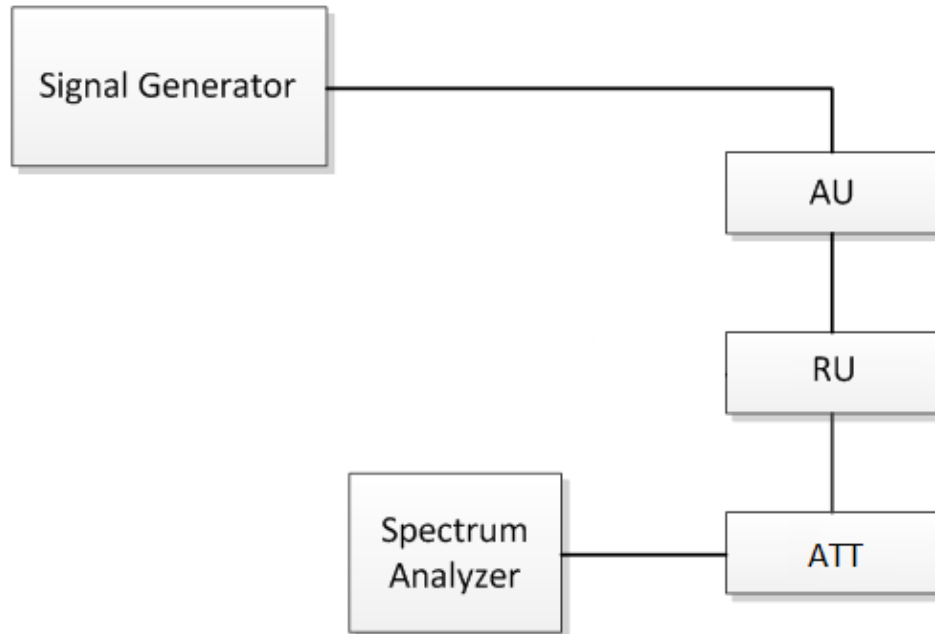 Signal Generator
AU
RU
Spectrum
Analyzer
ATT